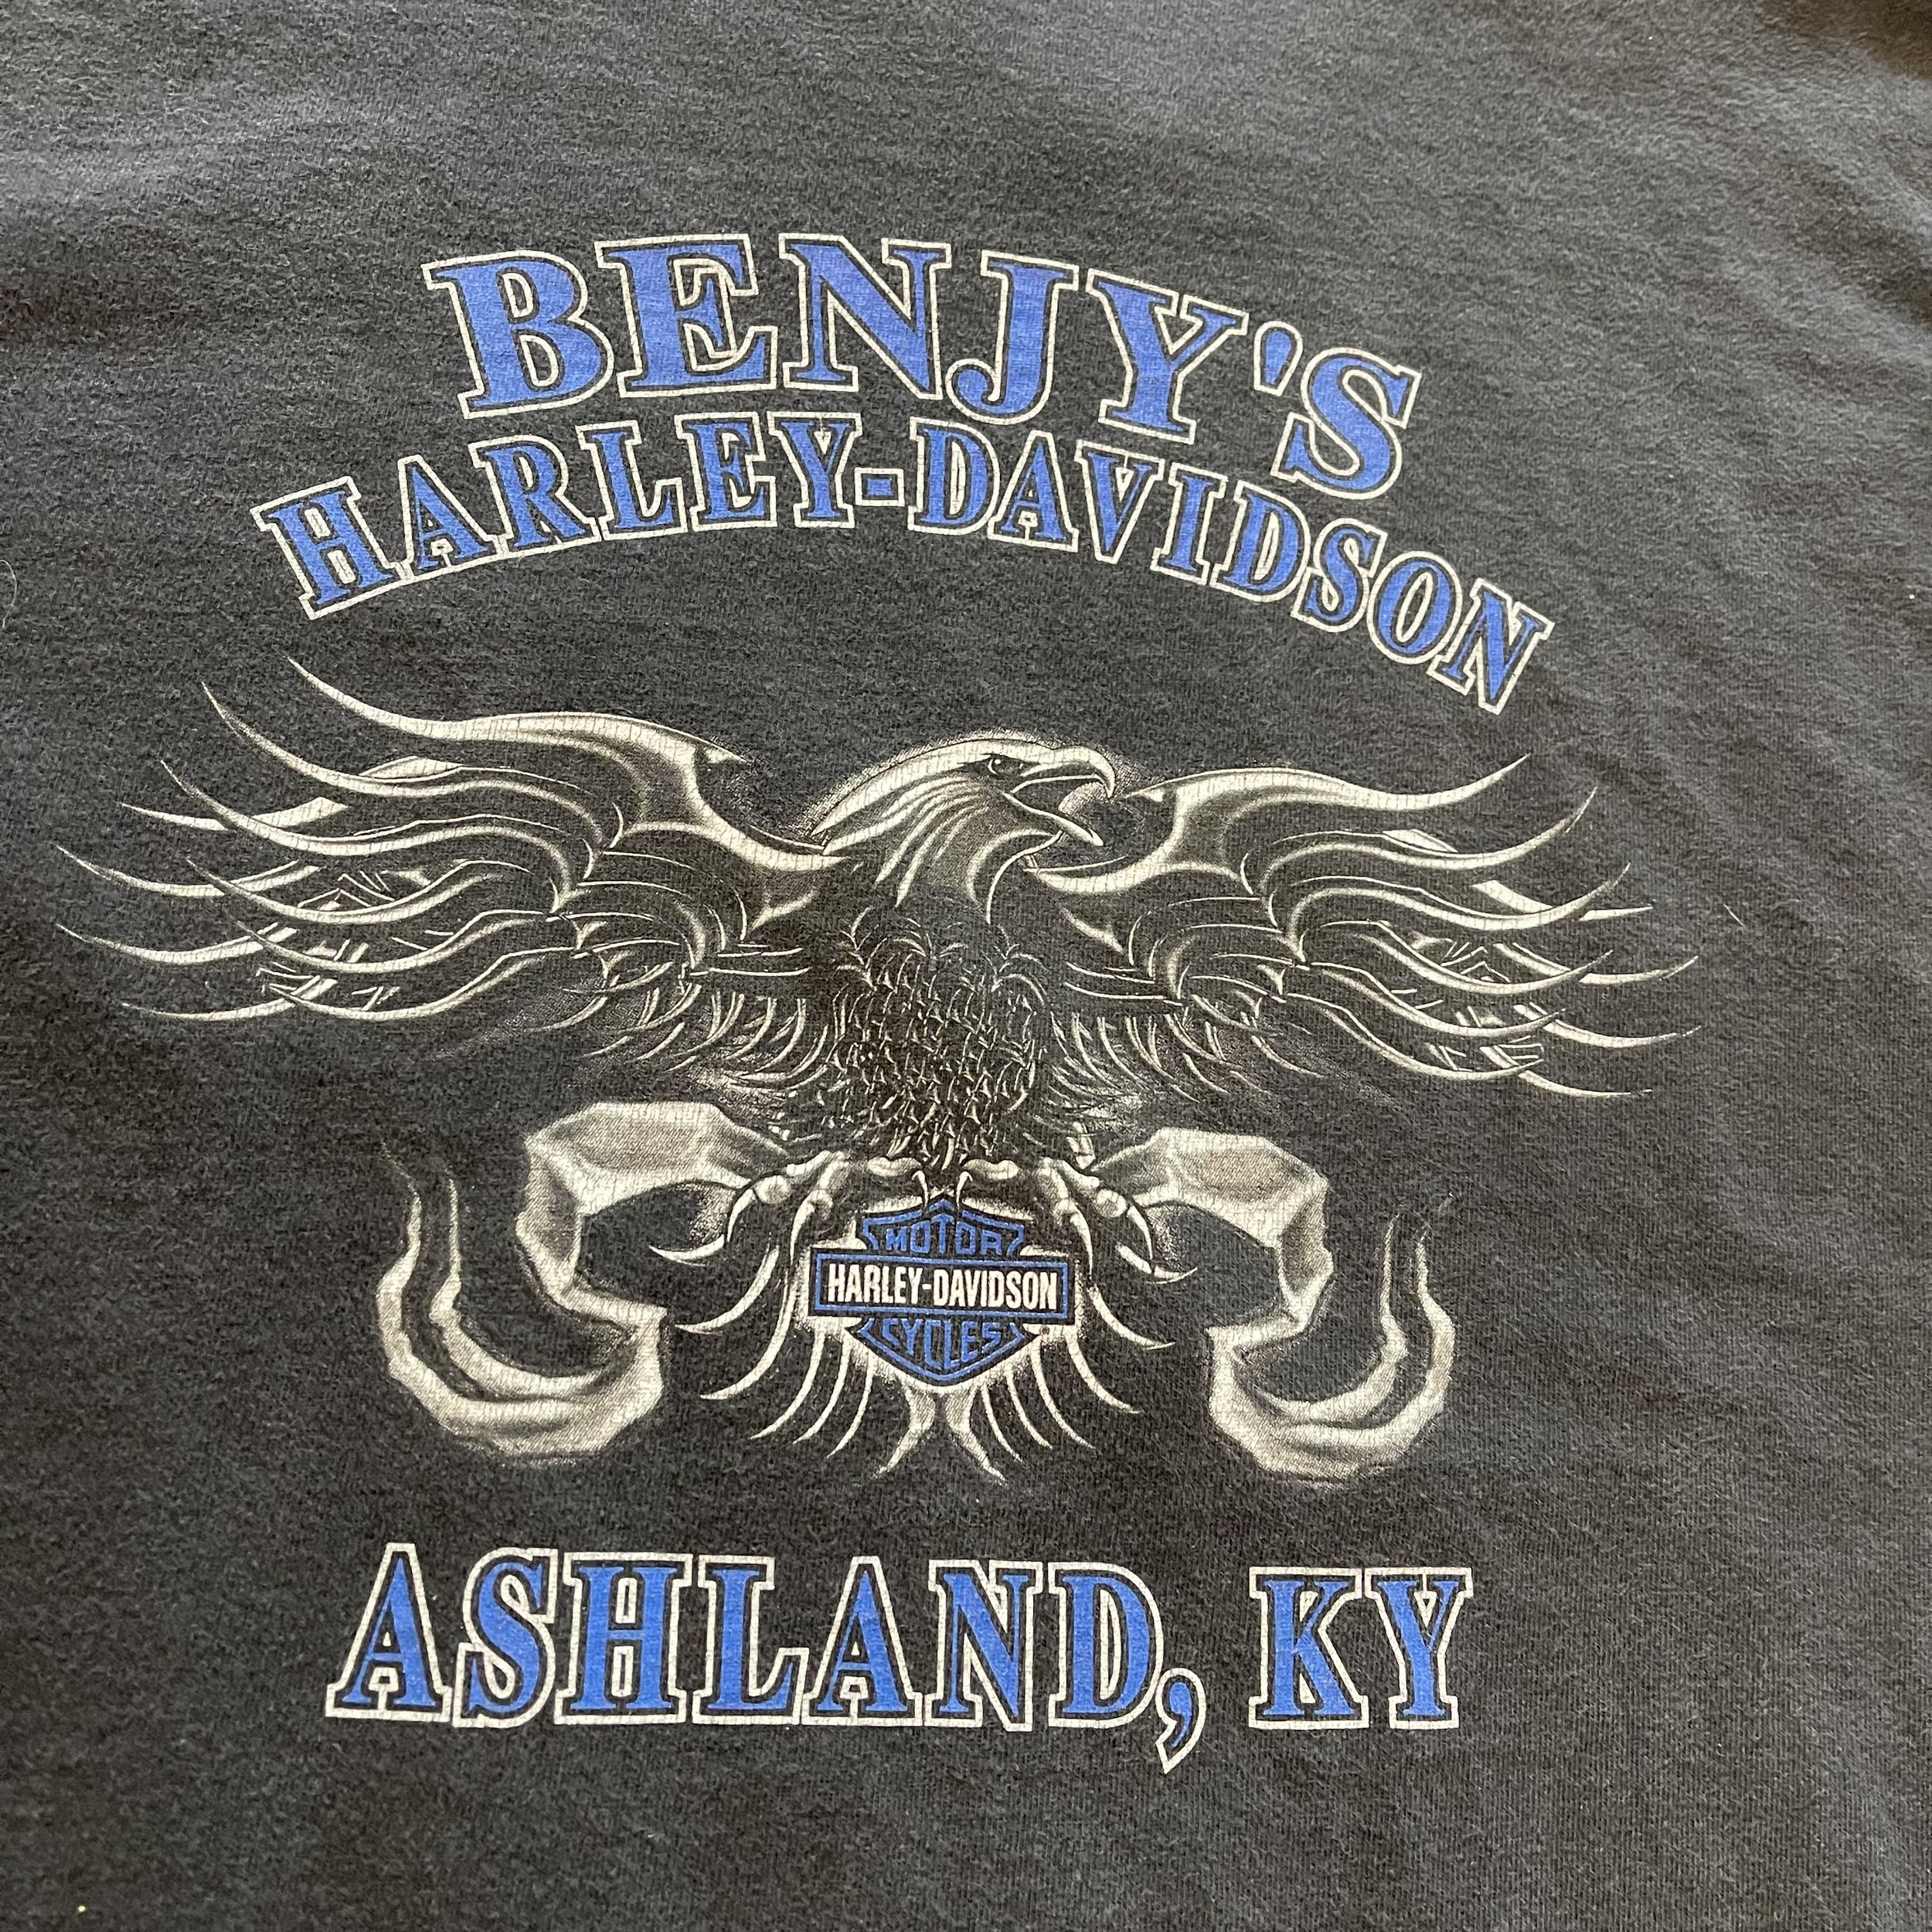 BENJY'S
HARLEY-DAVIDSON
MOTOR
HARLEY-DAVIDSON
CYCLES
ASHLAND, KY